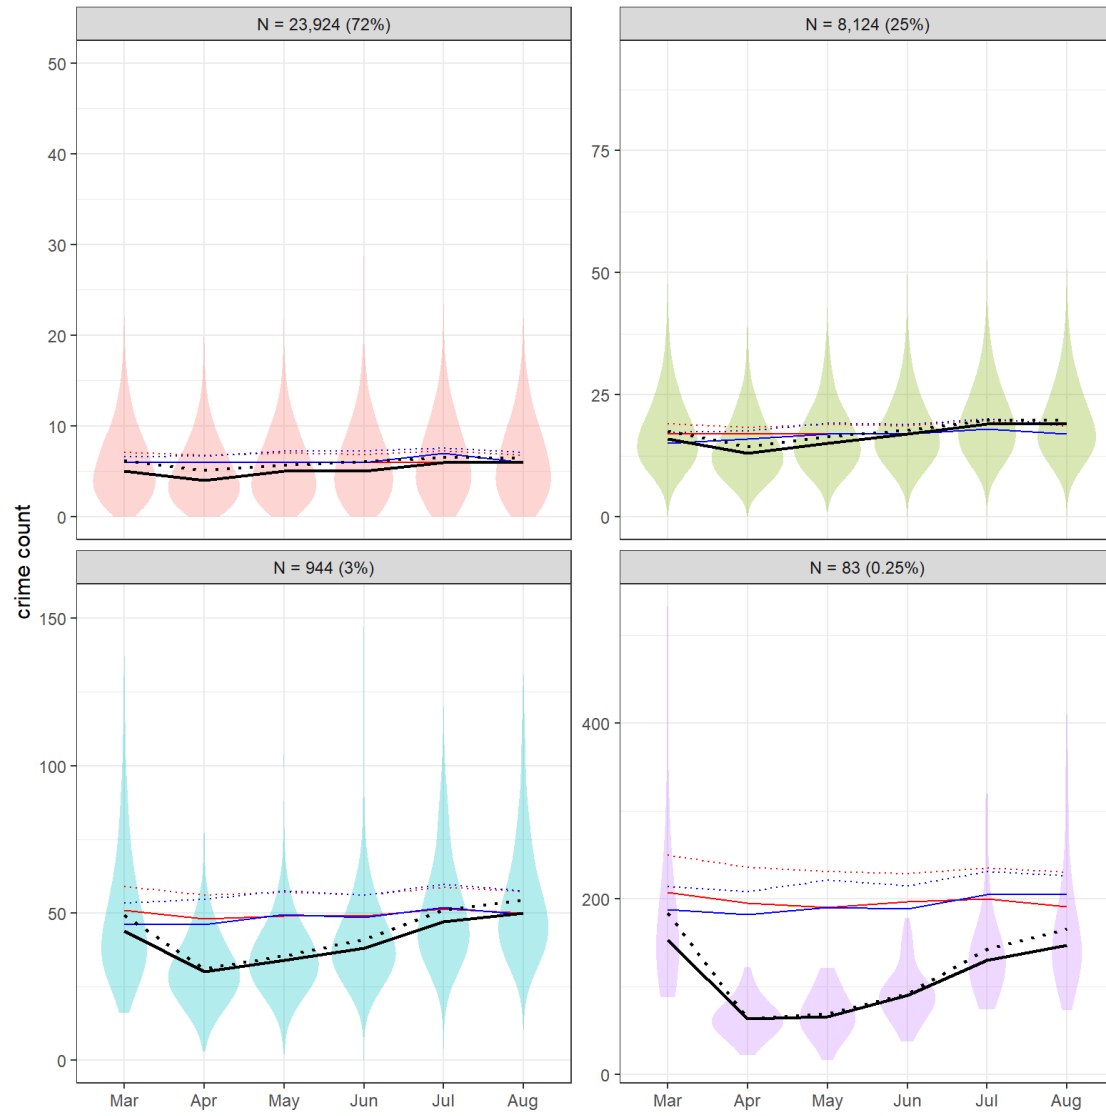 crime count
N = 23,924 (72%)
50
40
30
20
10
0
N = 8,124 (25%)
75
50
25
0
N = 944 (3%)
150
100
50
0
Mar Apr May Jun Jul Aug
N = 83 (0.25%)
400
200
0
Mar Apr May Jun Jul Aug